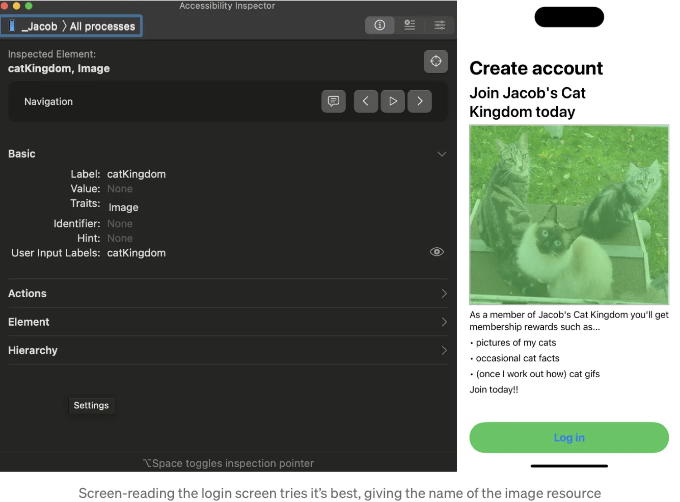 Accessibility Inspector
_Jacob 〉All processes
Inspected Element:
catKingdom, Image
Navigation
Basic
Label: catKingdom
Value: None
Traits: Image
Identifier: None
Hint: None
User Input Labels: catKingdom
Actions
Element
Hierarchy
Settings
⌥Space toggles inspection pointer
Create account
Join Jacob's Cat
Kingdom today
As a member of Jacob's Cat Kingdom you'll get
membership rewards such as...
• pictures of my cats
• occasional cat facts
• (once I work out how) cat gifs
Join today!!
Log in
Screen-reading the login screen tries it's best, giving the name of the image resource